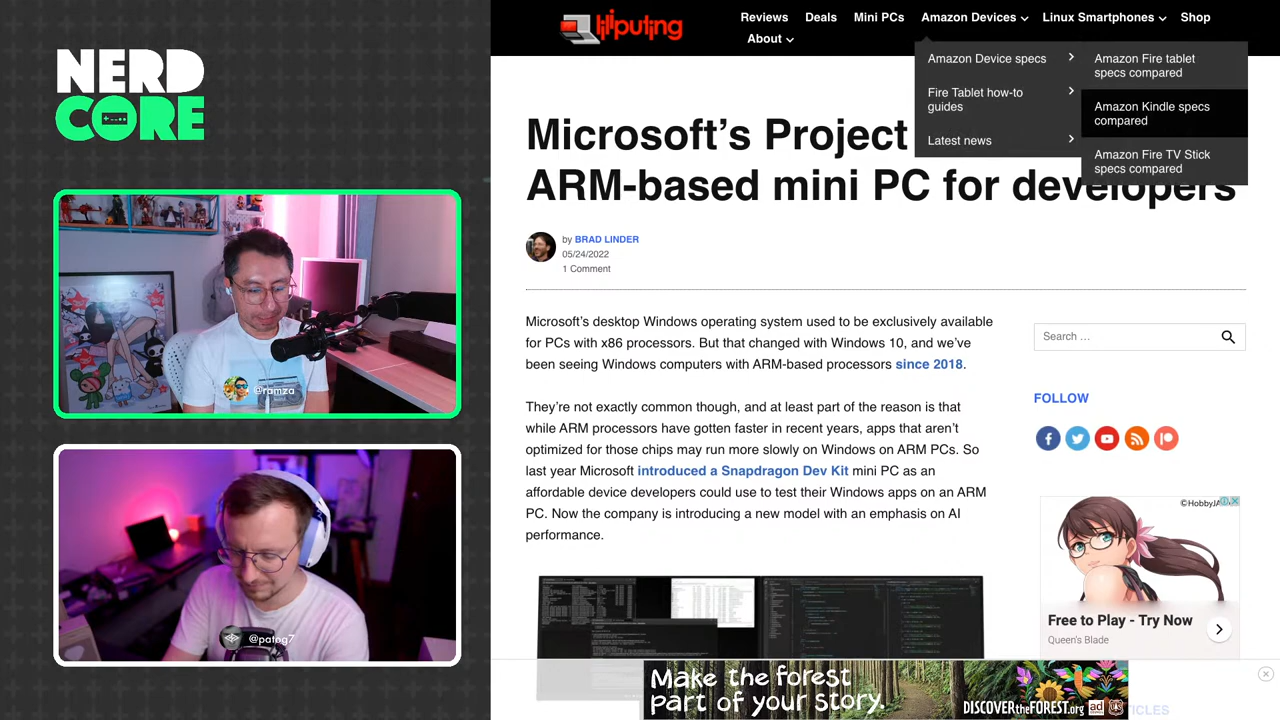 NERD
CORE
@ramza
@patog7
liliputing
Reviews
Deals
Mini PCs
Amazon Devices
Linux Smartphones
Shop
About
Amazon Device specs
Fire Tablet how-to
guides
Latest news
Amazon Fire tablet
specs compared
Amazon Kindle specs
compared
Amazon Fire TV Stick
specs compared
Microsoft's Project
ARM-based mini PC for developers
by BRAD LINDER
05/24/2022
1 Comment
Microsoft's desktop Windows operating system used to be exclusively available
for PCs with x86 processors. But that changed with Windows 10, and we've
been seeing Windows computers with ARM-based processors since 2018.
They're not exactly common though, and at least part of the reason is that
while ARM processors have gotten faster in recent years, apps that aren't
optimized for those chips may run more slowly on Windows on ARM PCs. So
last year Microsoft introduced a Snapdragon Dev Kit mini PC as an
affordable device developers could use to test their Windows apps on an ARM
PC. Now the company is introducing a new model with an emphasis on AI
performance.
Search …
FOLLOW
Free to Play - Try Now
Queen's Blade
Make the forest
part of your story.
DISCOVERtheFOREST.org
ad